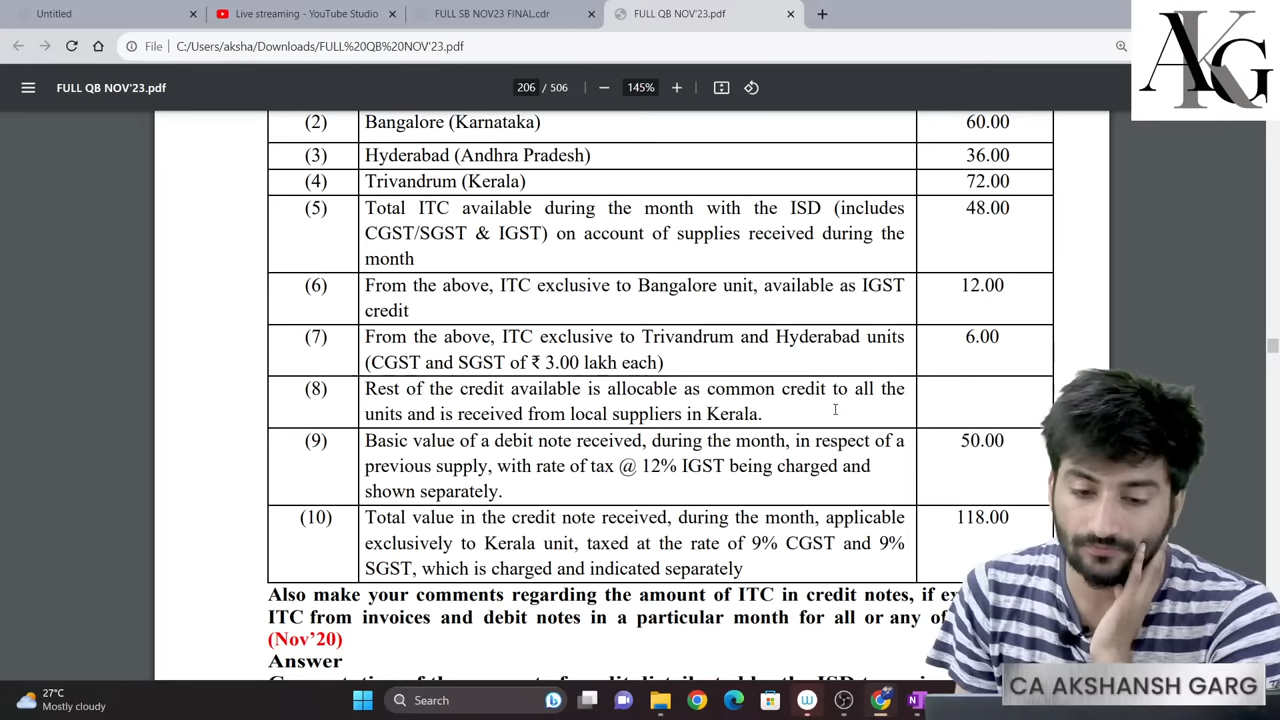 Untitled
Live streaming - YouTube Studio
FULL SB NOV23 FINAL.cdr
FULL QB NOV'23.pdf
File
C:/Users/aksha/Downloads/FULL%20QB%20NOV'23.pdf
AKG
FULL QB NOV'23.pdf
206 / 506
145%
(2) Bangalore (Karnataka) 60.00
(3) Hyderabad (Andhra Pradesh) 36.00
(4) Trivandrum (Kerala) 72.00
(5) Total ITC available during the month with the ISD (includes 48.00
CGST/SGST & IGST) on account of supplies received during the
month
(6) From the above, ITC exclusive to Bangalore unit, available as IGST 12.00
credit
(7) From the above, ITC exclusive to Trivandrum and Hyderabad units 6.00
(CGST and SGST of ₹ 3.00 lakh each)
(8) Rest of the credit available is allocable as common credit to all the
units and is received from local suppliers in Kerala.
(9) Basic value of a debit note received, during the month, in respect of a 50.00
previous supply, with rate of tax @ 12% IGST being charged and
shown separately.
(10) Total value in the credit note received, during the month, applicable 118.00
exclusively to Kerala unit, taxed at the rate of 9% CGST and 9%
SGST, which is charged and indicated separately
Also make your comments regarding the amount of ITC in credit notes, if
ITC from invoices and debit notes in a particular month for all or any of
(Nov'20)
Answer
CA AKSHANSH GARG
27°C
Mostly cloudy
Search